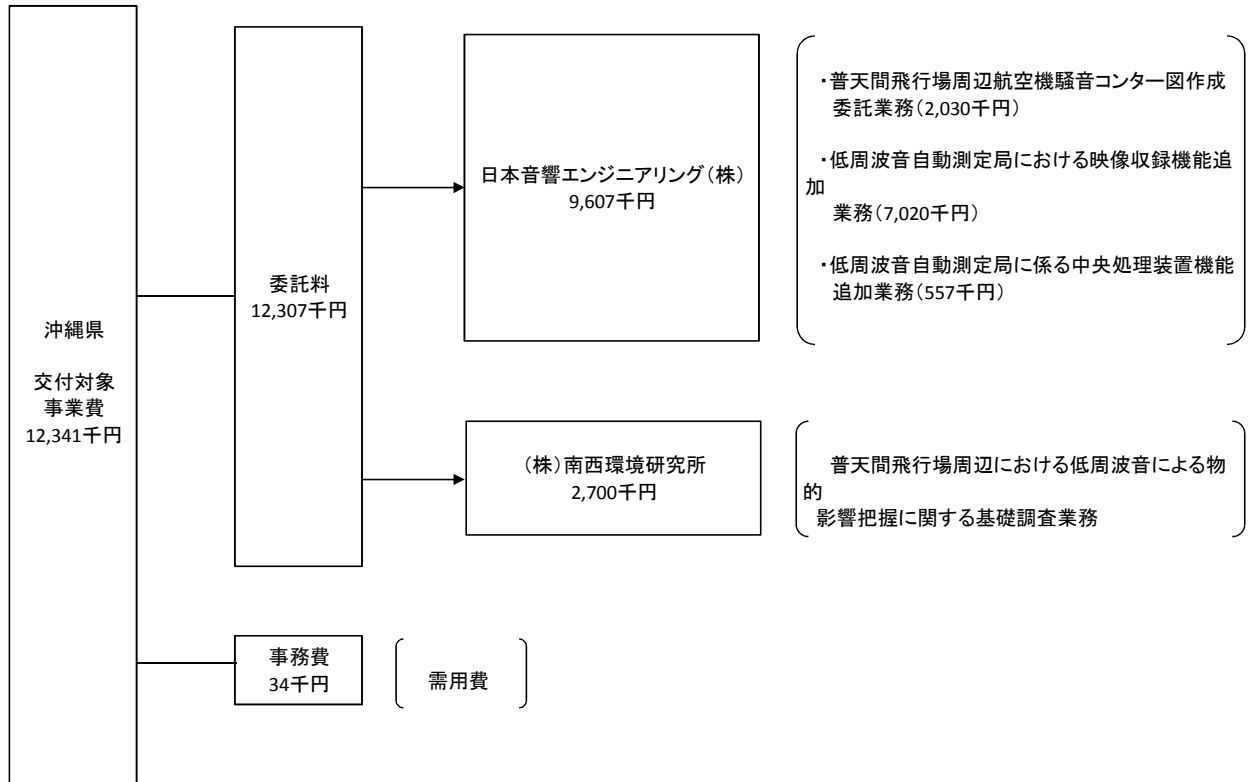 沖縄県
交付対象
事業費
12,341千円
委託料
12,307千円
日本音響エンジニアリング(株)
9,607千円
・普天間飛行場周辺航空機騒音コンター図作成
委託業務(2,030千円)
・低周波音自動測定局における映像収録機能追
加
業務(7,020千円)
・低周波音自動測定局に係る中央処理装置機能
追加業務(557千円)
(株)南西環境研究所
2,700千円
普天間飛行場周辺における低周波音による物
的
影響把握に関する基礎調査業務
事務費
34千円
需用費